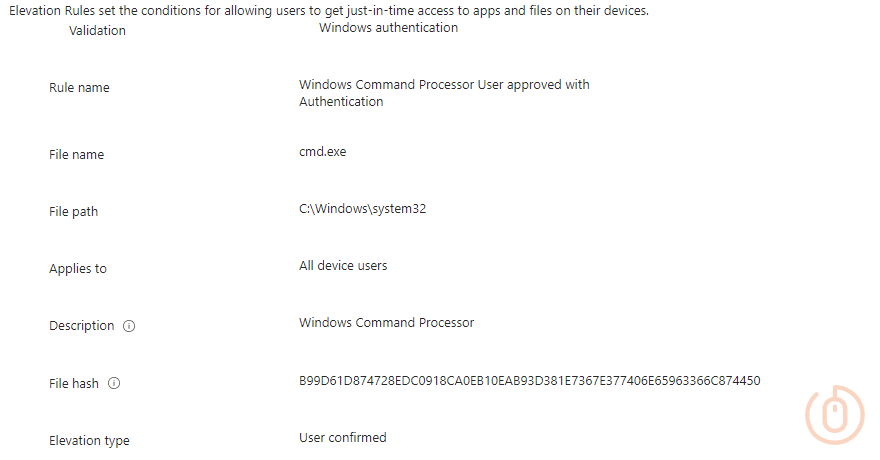 Elevation Rules set the conditions for allowing users to get just-in-time access to apps and files on their devices.
Validation Windows authentication
Rule name Windows Command Processor User approved with
Authentication
File name cmd.exe
File path C:\Windows\system32
Applies to All device users
Description Windows Command Processor
File hash B99D61D874728EDC0918CA0EB10EAB93D381E7367E377406E65963366C874450
Elevation type User confirmed